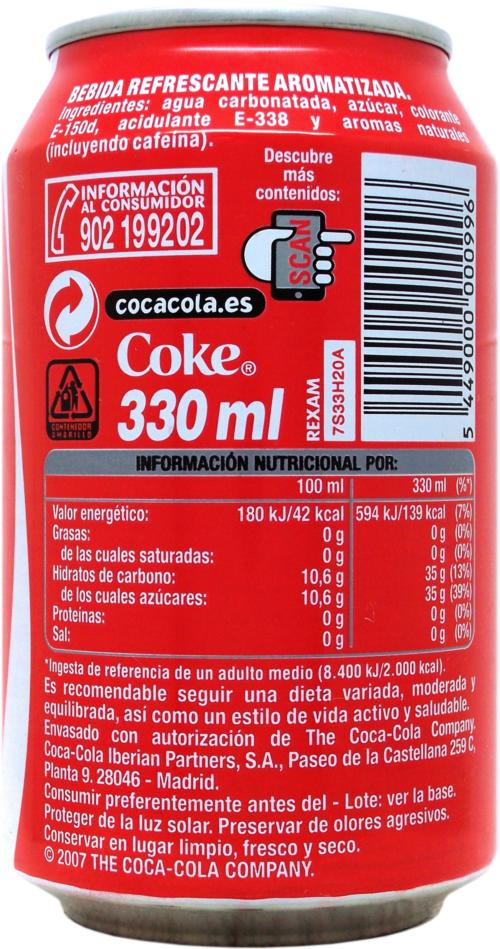 BEBIDA REFRESCANTE AROMATIZADA.
Ingredientes: agua carbonatada, azúcar, colorante
E-150d, acidulante E-338 y aromas naturales
(incluyendo cafeína).
Descubre
más
contenidos:
INFORMACIÓN
AL CONSUMIDOR
902 199202
SCAN
cocacola.es
Coke®
330 ml
CONTENEDOR
AMARILLO
REXAM
7S33H20A
5 449000 000996
INFORMACIÓN NUTRICIONAL POR:
100 ml 330 ml (%*)
Valor energético: 180 kJ/42 kcal 594 kJ/139 kcal (7%)
Grasas: 0 g 0 g (0%)
de las cuales saturadas: 0 g 0 g (0%)
Hidratos de carbono: 10,6 g 35 g (13%)
de los cuales azúcares: 10,6 g 35 g (39%)
Proteínas: 0 g 0 g (0%)
Sal: 0 g 0 g (0%)
*Ingesta de referencia de un adulto medio (8.400 kJ/2.000 kcal).
Es recomendable seguir una dieta variada, moderada y
equilibrada, así como un estilo de vida activo y saludable.
Envasado con autorización de The Coca-Cola Company.
Coca-Cola Iberian Partners, S.A., Paseo de la Castellana 259 C,
Planta 9. 28046 - Madrid.
Consumir preferentemente antes del - Lote: ver la base.
Proteger de la luz solar. Preservar de olores agresivos.
Conservar en lugar limpio, fresco y seco.
© 2007 THE COCA-COLA COMPANY.